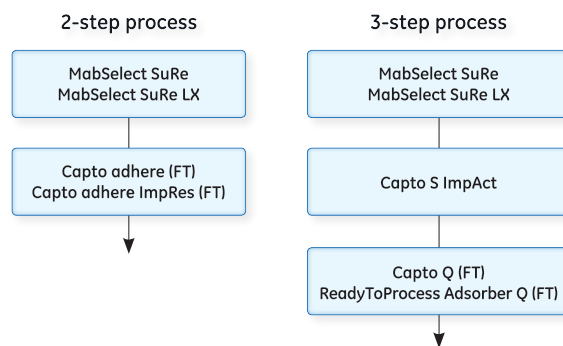 2-step process
MabSelect SuRe
MabSelect SuRe LX
Capto adhere (FT)
Capto adhere ImpRes (FT)
3-step process
MabSelect SuRe
MabSelect SuRe LX
Capto S ImpAct
Capto Q (FT)
ReadyToProcess Adsorber Q (FT)